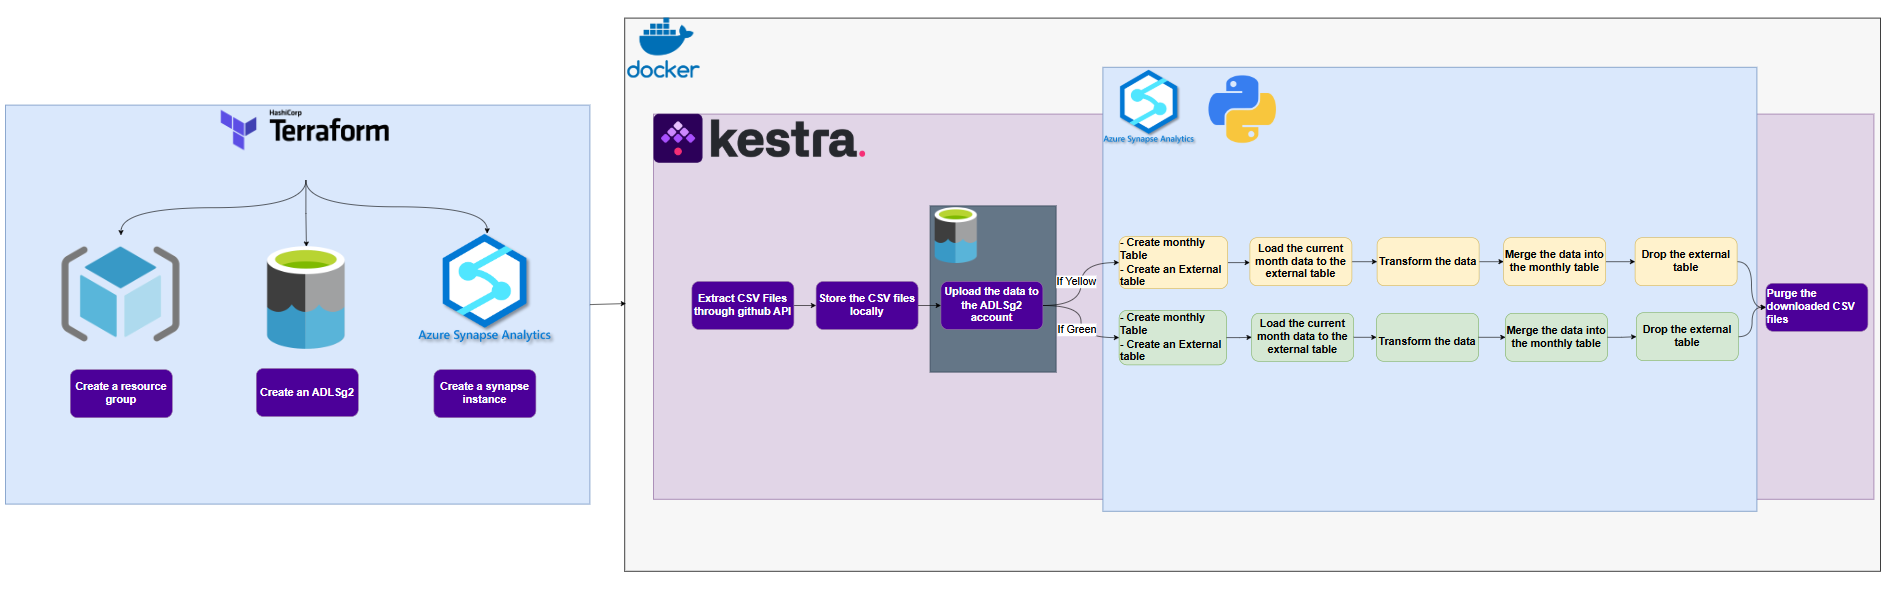 HashiCorp
Terraform
Azure Synapse Analytics
Create a resource
group
Create an ADLSg2
Create a synapse
instance
docker
kestra.
Azure Synapse Analytics
Extract CSV Files
through github API
Store the CSV files
locally
Upload the data to
the ADLSg2
account
If Yellow
- Create monthly
Table
- Create an External
table
Load the current
month data to the
external table
Transform the data
Merge the data into
the monthly table
Drop the external
table
If Green
- Create monthly
Table
- Create an External
table
Load the current
month data to the
external table
Transform the data
Merge the data into
the monthly table
Drop the external
table
Purge the
downloaded CSV
files